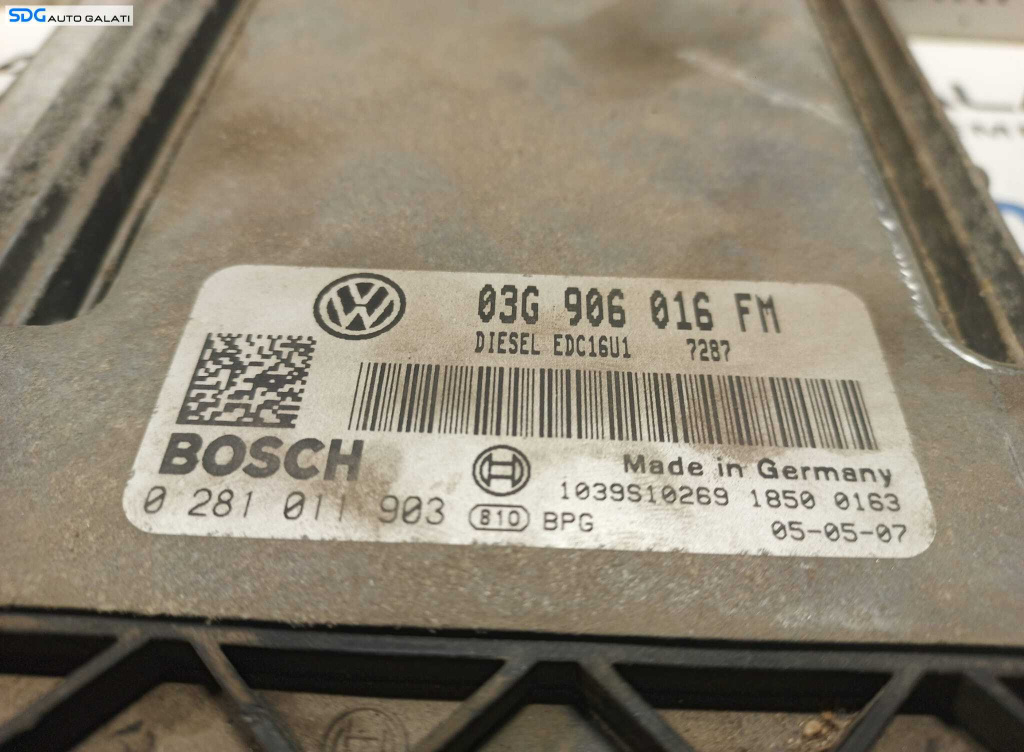 SDG AUTO GALATI
03G 906 016 FM
DIESEL EDC16U1 7287
BOSCH
Made in Germany
0 281 011 903
1039S10269 1850 0163
810 BPG
05-05-07